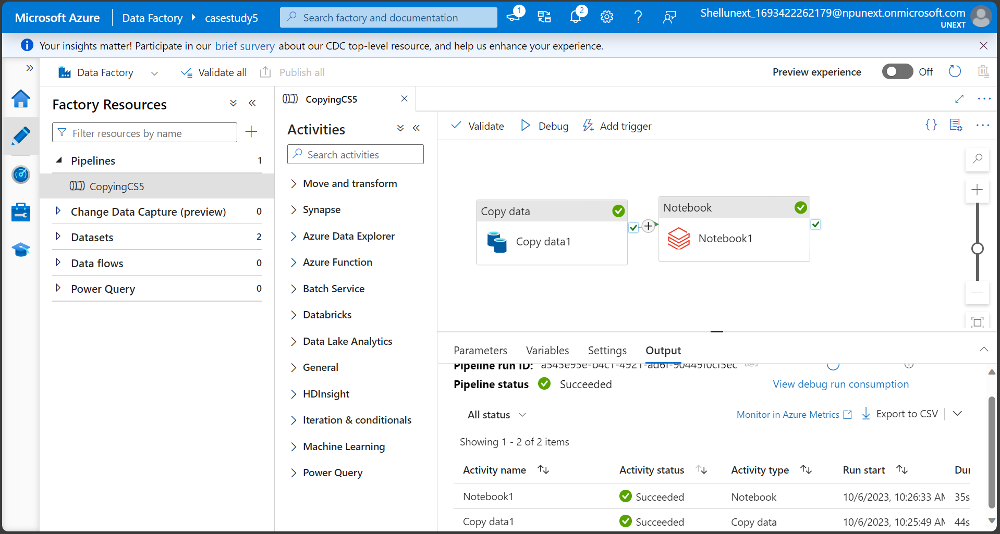 Microsoft Azure
Data Factory
casestudy5
Search factory and documentation
1
2
Shellunext_1693422262179@npunext.onmicrosoft.com
UNEXT
Your insights matter! Participate in our brief survey about our CDC top-level resource, and help us enhance your experience.
Data Factory
Validate all
Publish all
Preview experience
Off
Factory Resources
Filter resources by name
Pipelines 1
CopyingCS5
Change Data Capture (preview) 0
Datasets 2
Data flows 0
Power Query 0
CopyingCS5
Activities
Search activities
Move and transform
Synapse
Azure Data Explorer
Azure Function
Batch Service
Databricks
Data Lake Analytics
General
HDInsight
Iteration & conditionals
Machine Learning
Power Query
Validate
Debug
Add trigger
Copy data
Copy data1
Notebook
Notebook1
Parameters
Variables
Settings
Output
Pipeline run ID:
Pipeline status
Succeeded
View debug run consumption
All status
Monitor in Azure Metrics
Export to CSV
Showing 1 - 2 of 2 items
Activity name Activity status Activity type Run start Dur
Notebook1 Succeeded Notebook 10/6/2023, 10:26:33 AM 35s
Copy data1 Succeeded Copy data 10/6/2023, 10:25:49 AM 44s